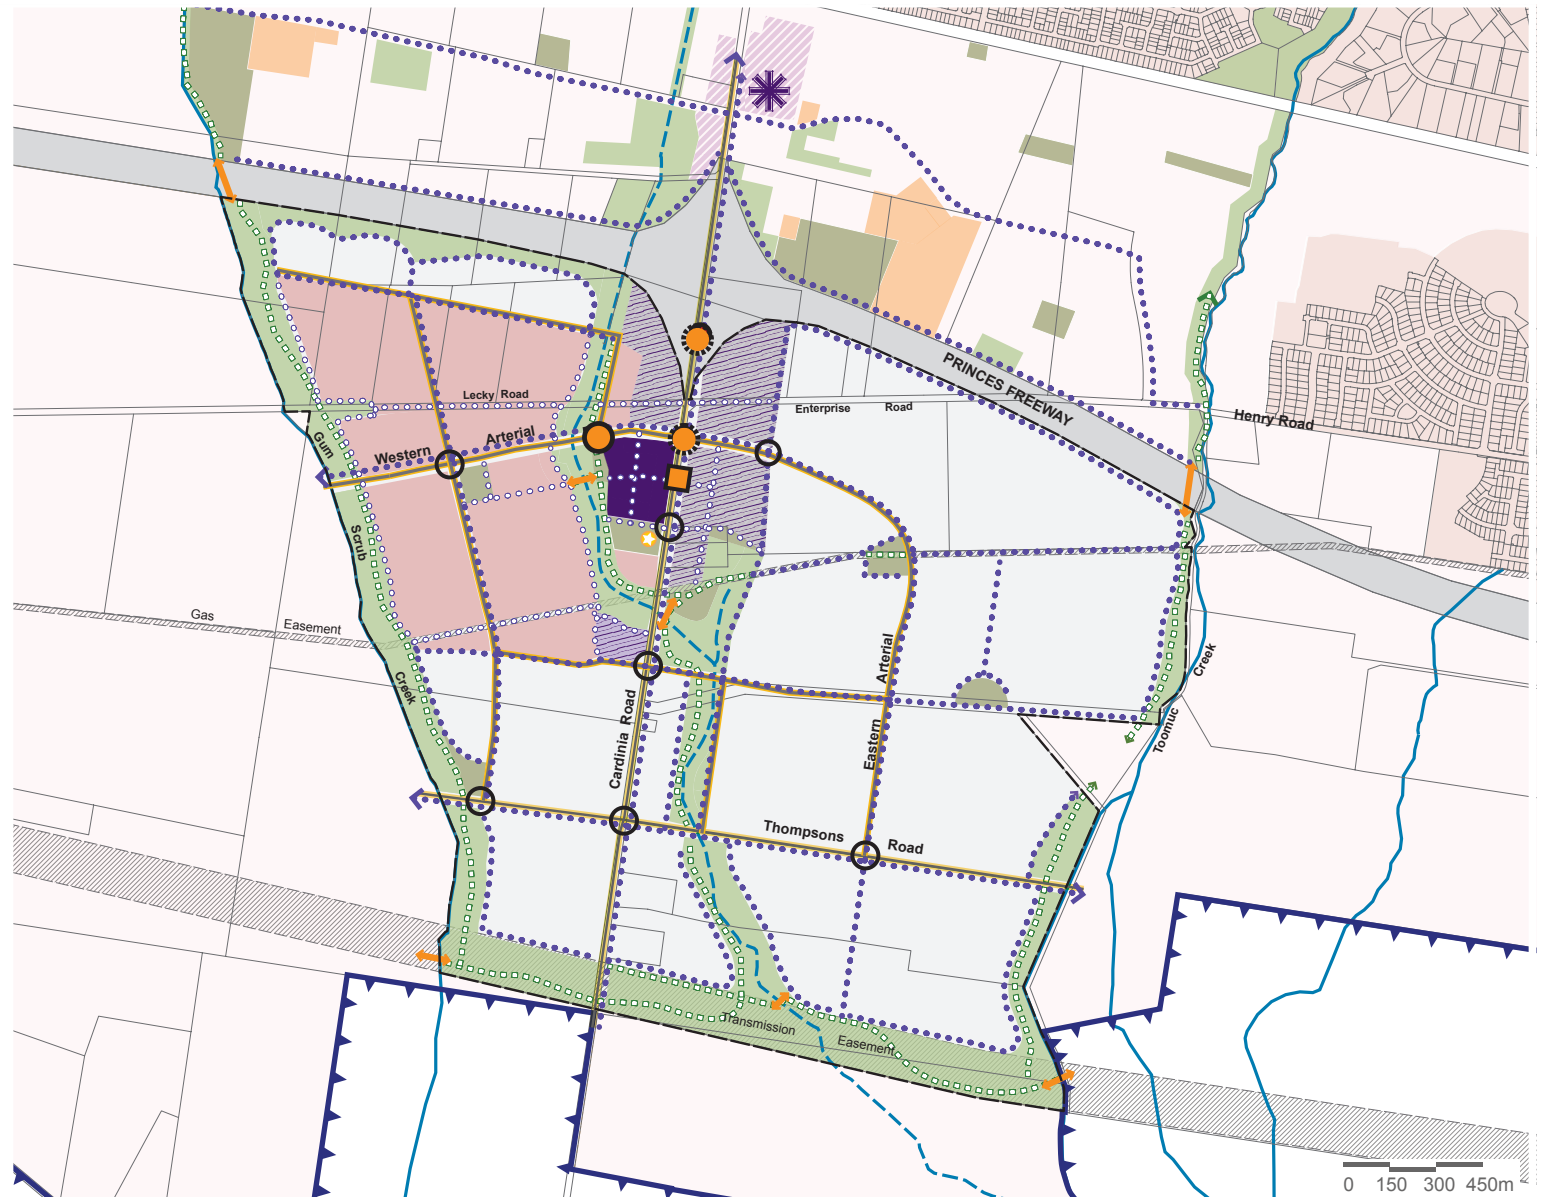 PRINCES FREEWAY
Lecky Road
Enterprise Road
Henry Road
Western Arterial
Gum
Scrub
Creek
Gas Easement
Arterial
Eastern
Cardinia Road
Creek
Toomuc
Thompsons Road
Transmission
Easement
0 150 300 450m